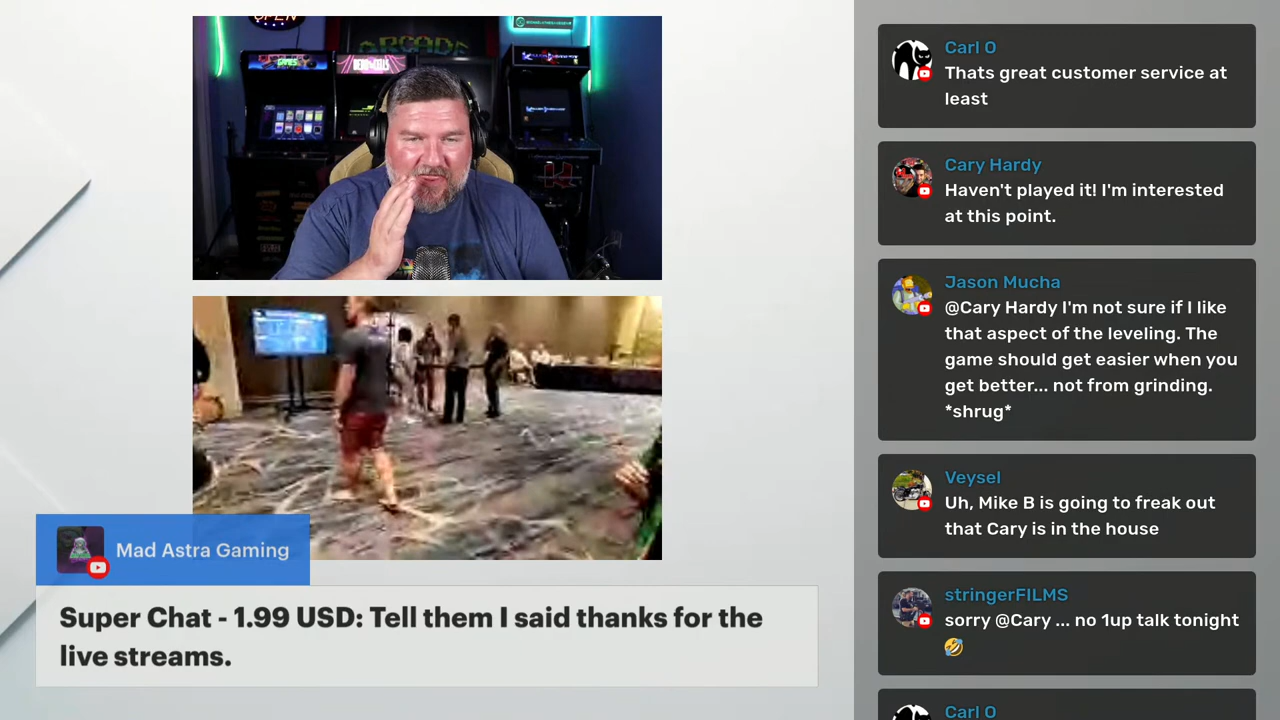 OPEN
ARCADE
Carl O
Thats great customer service at
least
Cary Hardy
Haven't played it! I'm interested
at this point.
Jason Mucha
@Cary Hardy I'm not sure if I like
that aspect of the leveling. The
game should get easier when you
get better... not from grinding.
*shrug*
Veysel
Uh, Mike B is going to freak out
that Cary is in the house
stringerFILMS
sorry @Cary ... no 1up talk tonight
🤣
Carl O
Mad Astra Gaming
Super Chat - 1.99 USD: Tell them I said thanks for the
live streams.